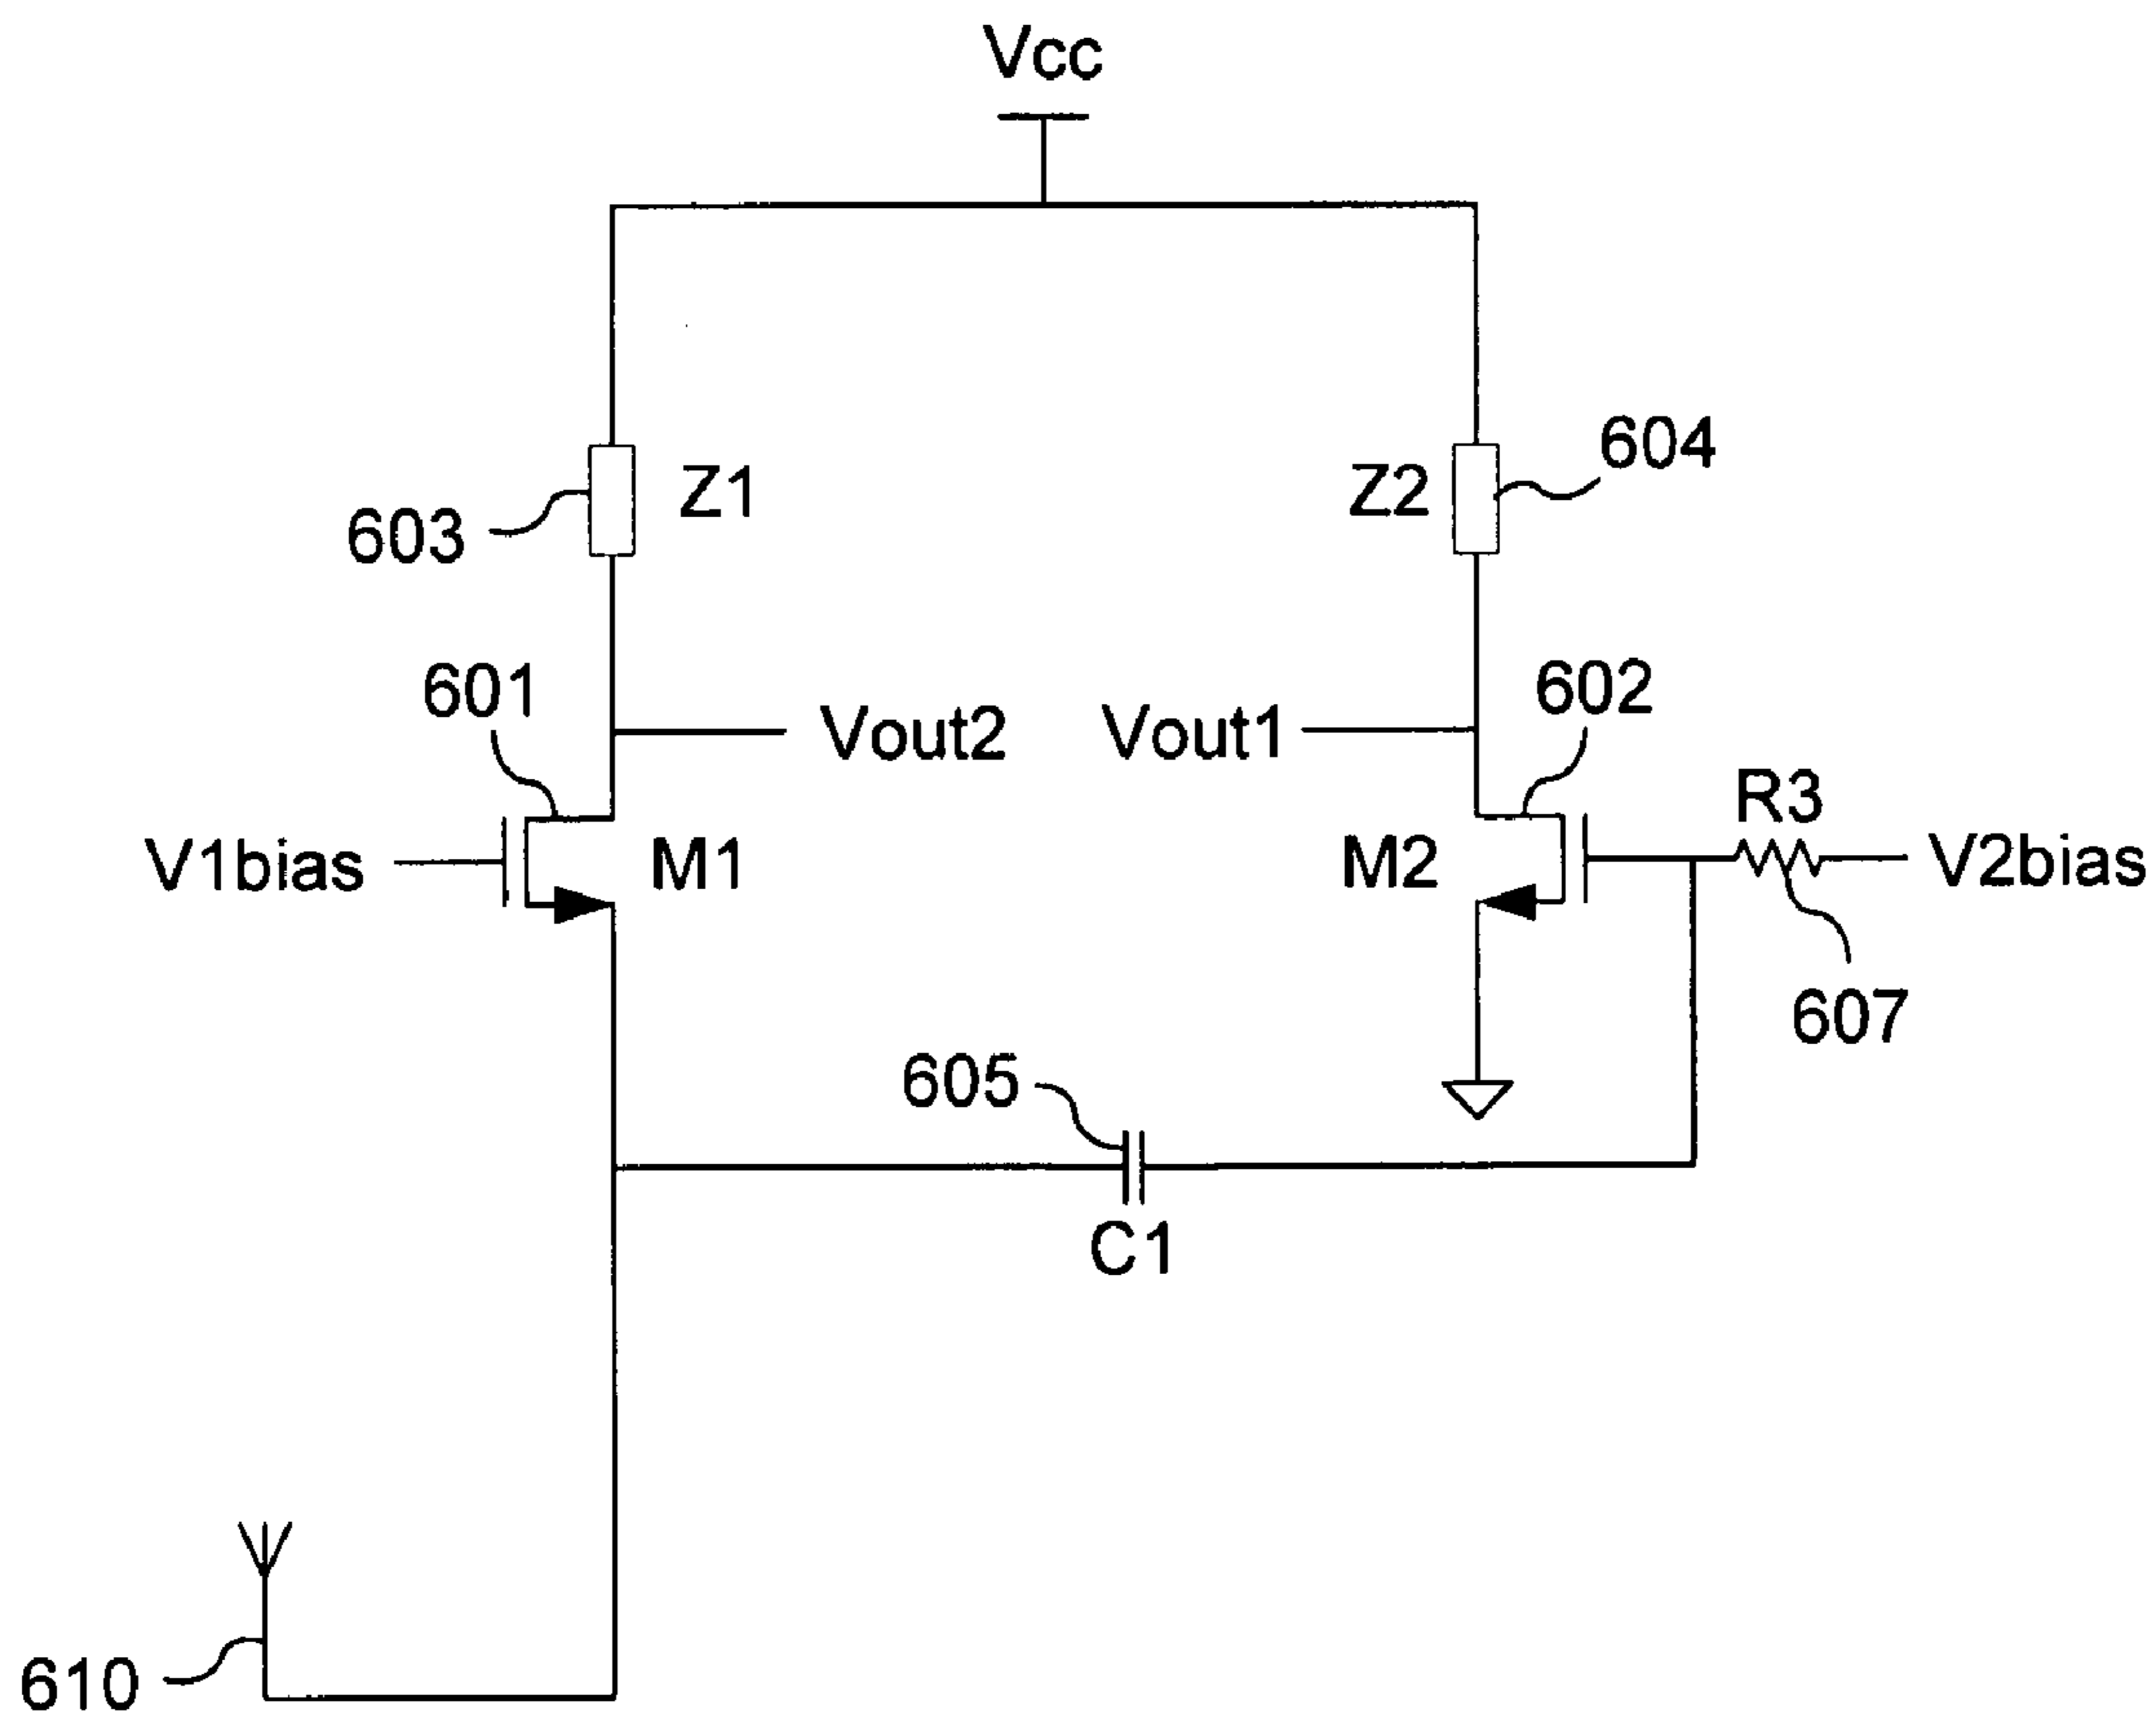 Vcc
604
Z1
Z2
603
601
602
Vout2
Vout1
R3
V1bias
M1
M2
V2bias
607
605
C1
610